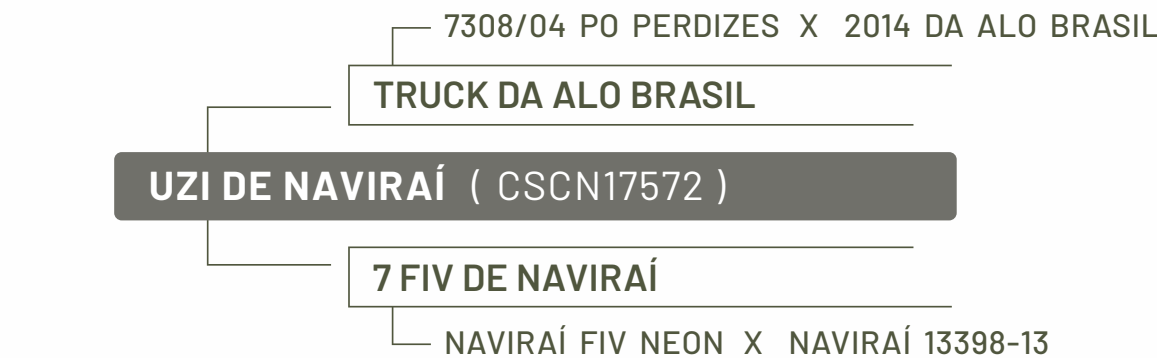 7308/04 PO PERDIZES X 2014 DA ALO BRASIL
TRUCK DA ALO BRASIL
UZI DE NAVIRAÍ ( CSCN17572 )
7 FIV DE NAVIRAÍ
NAVIRAÍ FIV NEON X NAVIRAÍ 13398-13